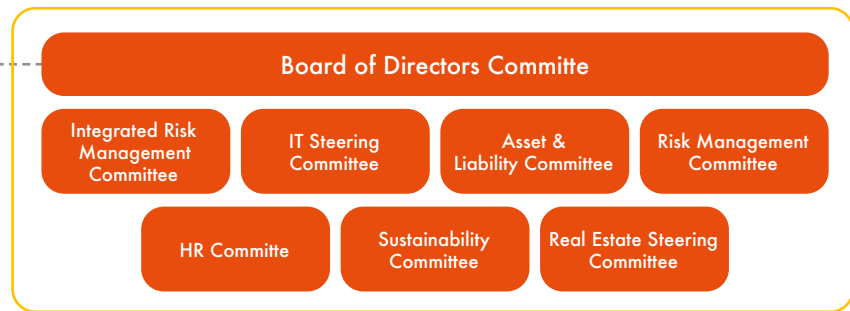 Board of Directors Committe
Integrated Risk
Management
Committee
IT Steering
Committee
Asset &
Liability Committee
Risk Management
Committee
HR Committe
Sustainability
Committee
Real Estate Steering
Committee